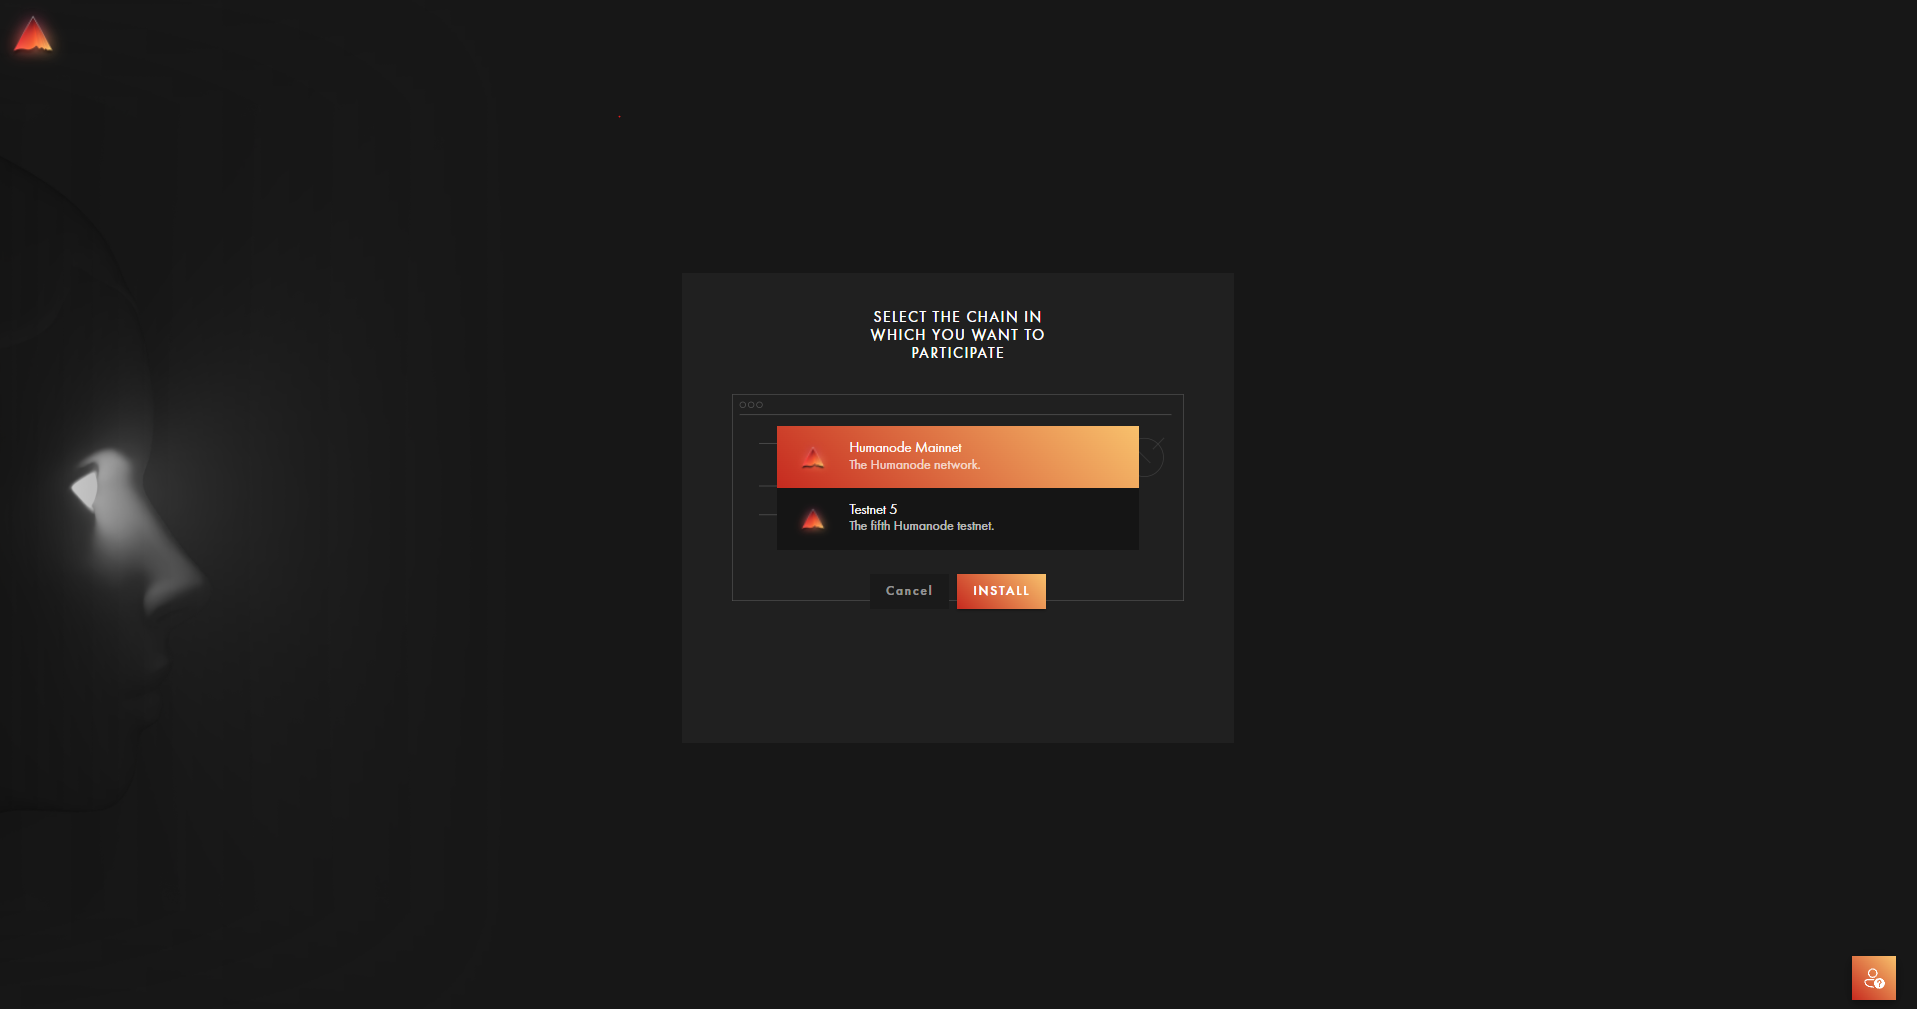 SELECT THE CHAIN IN
WHICH YOU WANT TO
PARTICIPATE
Humanode Mainnet
The Humanode network.
Testnet 5
The fifth Humanode testnet.
Cancel
INSTALL
?